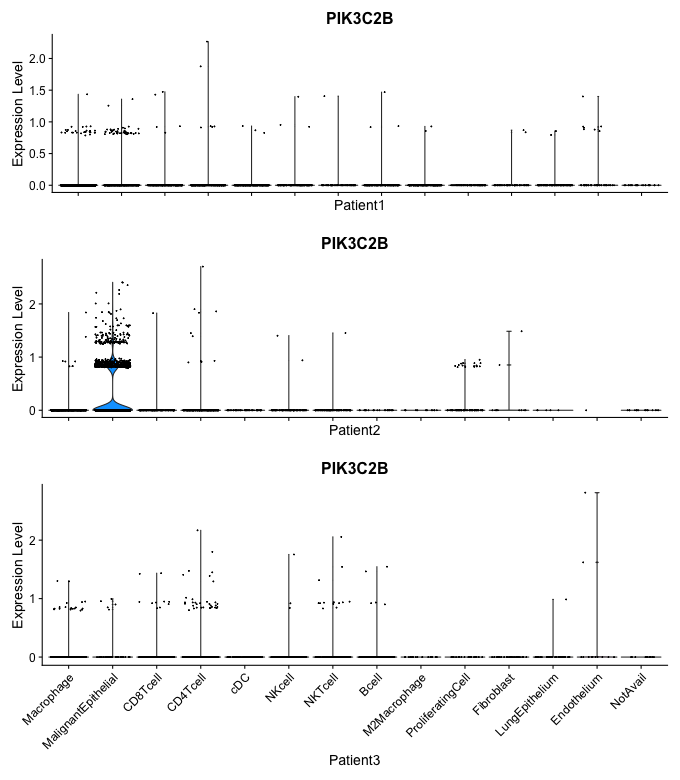 PIK3C2B
Expression Level
2.0
1.5
1.0
0.5
0.0
Patient1
PIK3C2B
Expression Level
2
1
0
Patient2
PIK3C2B
Expression Level
2
1
0
Macrophage
MalignantEpithelial
CD8Tcell
CD4Tcell
cDC
NKcell
NKTcell
Bcell
M2Macrophage
ProliferatingCell
Fibroblast
LungEpithelium
Endothelium
NotAvail
Patient3